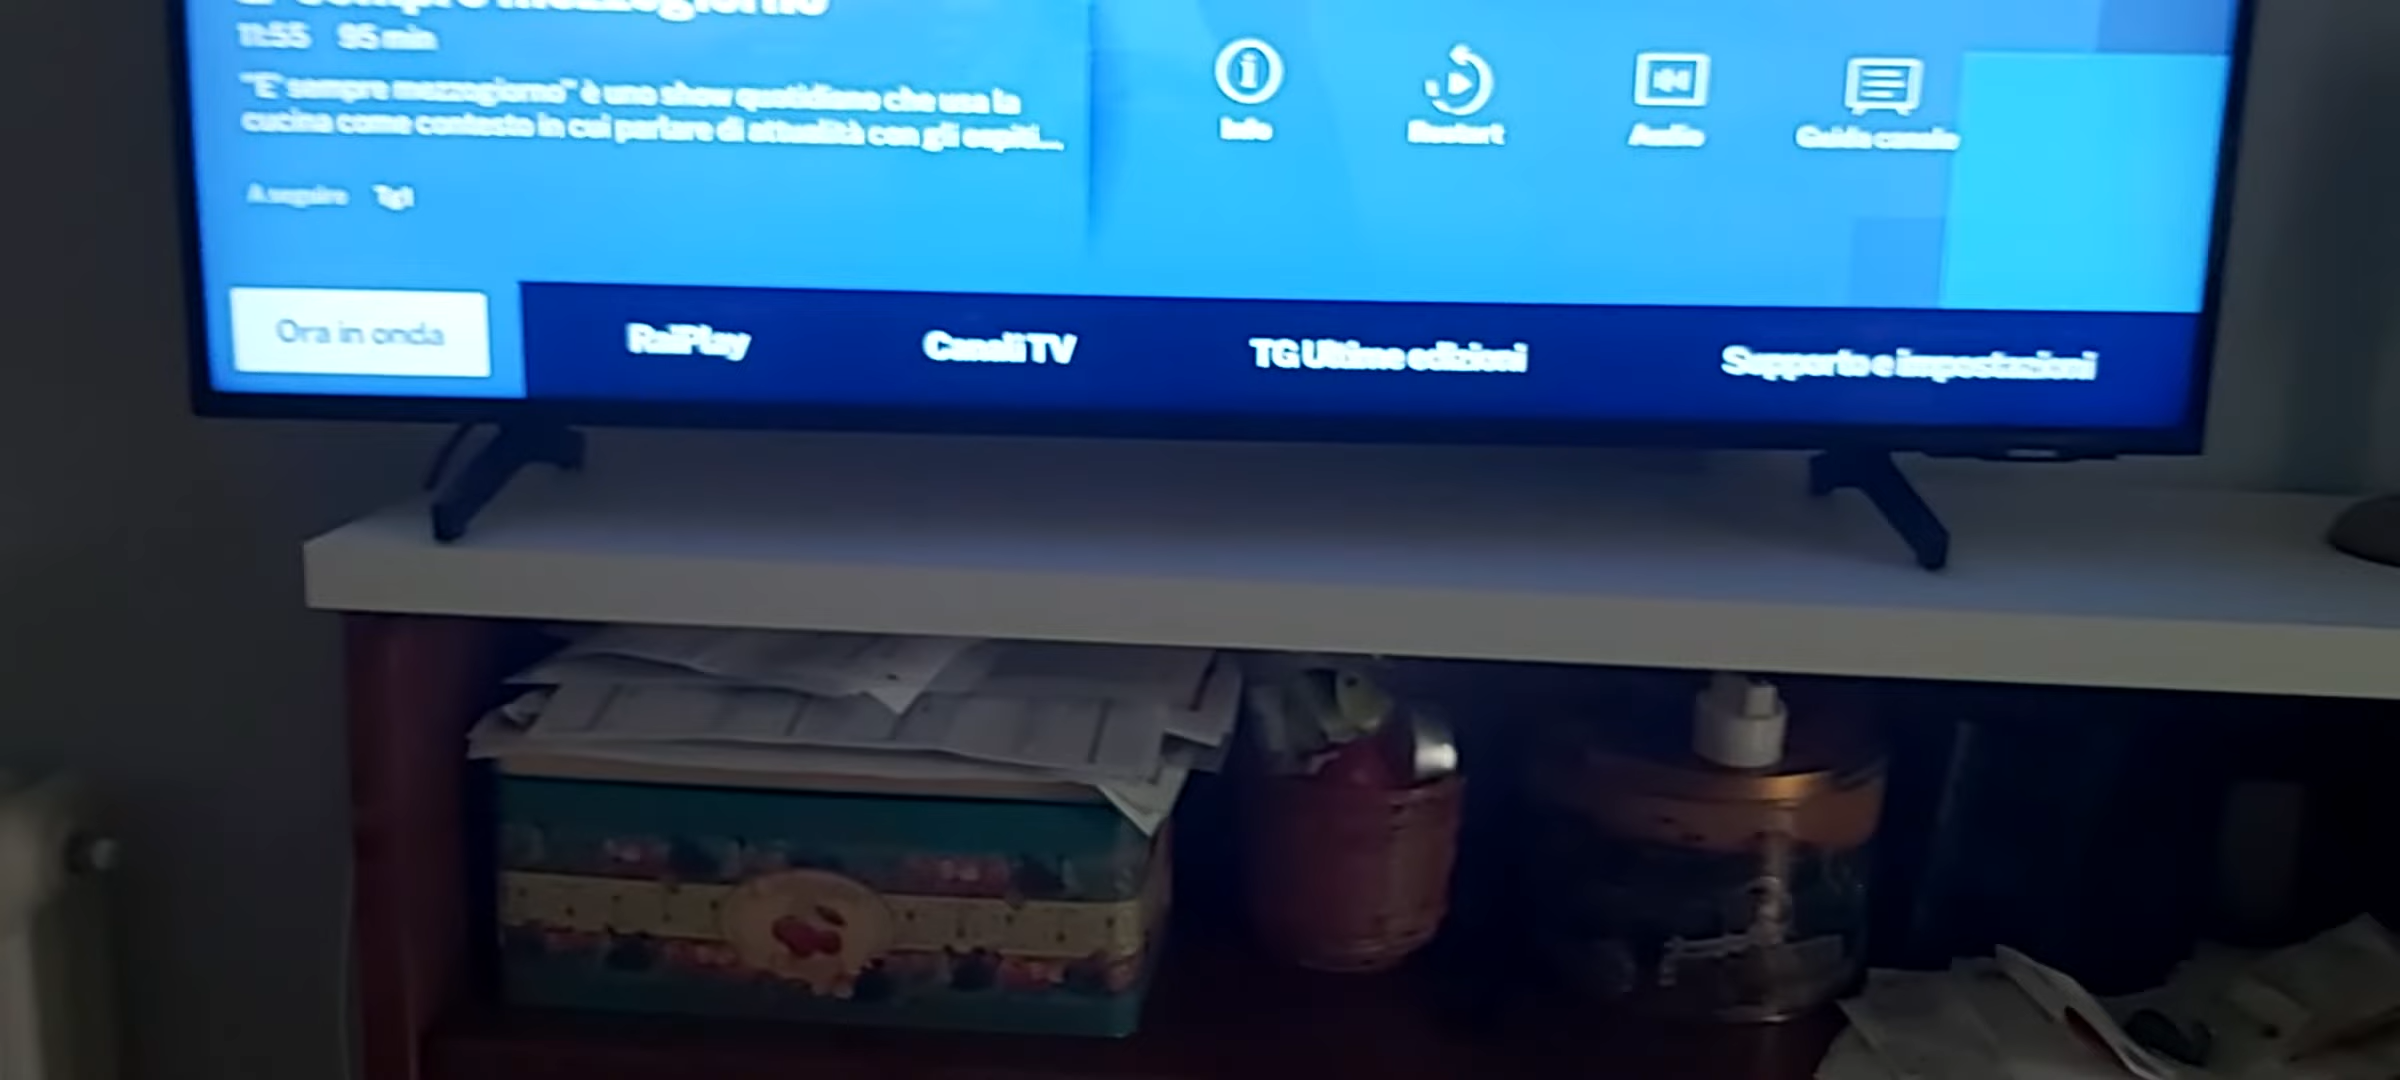 È sempre mezzogiorno
11:55 95 min
"E' sempre mezzogiorno" è uno show quotidiano che usa la
cucina come contesto in cui parlare di attualità con gli ospiti...
A seguire Tg1
Info Restart Audio Guida canale
Ora in onda RaiPlay Canali TV TG Ultime edizioni Supporto e impostazioni